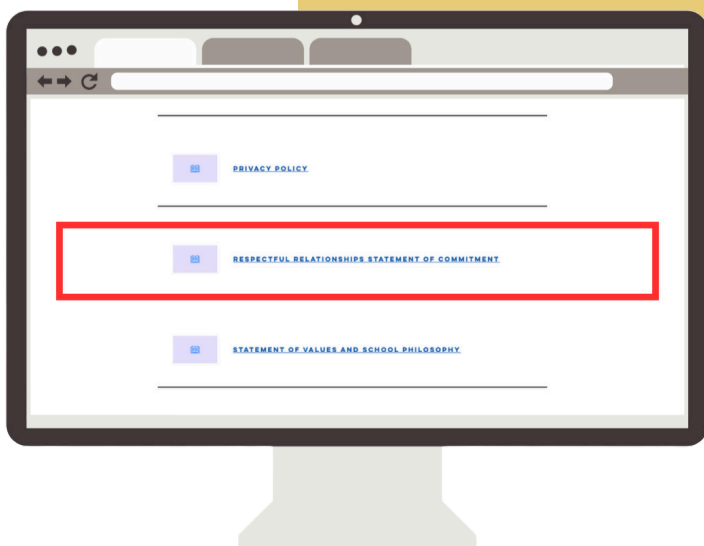 PRIVACY POLICY
RESPECTFUL RELATIONSHIPS STATEMENT OF COMMITMENT
STATEMENT OF VALUES AND SCHOOL PHILOSOPHY